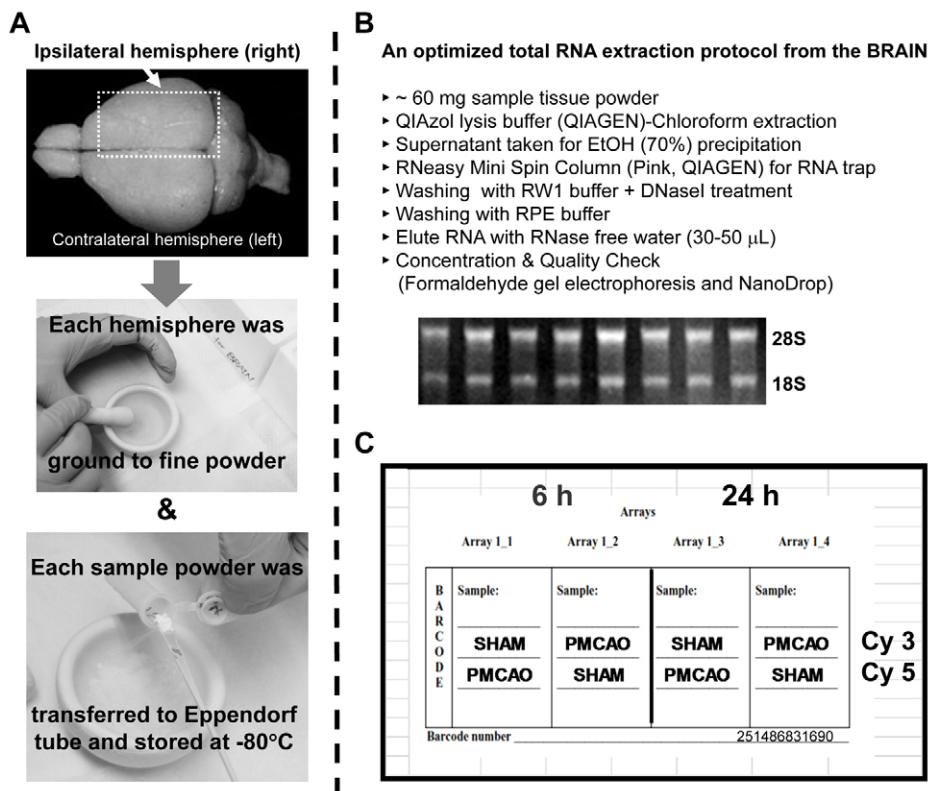 A
Ipsilateral hemisphere (right)
Contralateral hemisphere (left)
Each hemisphere was
BRAIN
ground to fine powder
&
Each sample powder was
transferred to Eppendorf
tube and stored at -80°C
B
An optimized total RNA extraction protocol from the BRAIN
‣ ~ 60 mg sample tissue powder
‣ QIAzol lysis buffer (QIAGEN)-Chloroform extraction
‣ Supernatant taken for EtOH (70%) precipitation
‣ RNeasy Mini Spin Column (Pink, QIAGEN) for RNA trap
‣ Washing with RW1 buffer + DNaseI treatment
‣ Washing with RPE buffer
‣ Elute RNA with RNase free water (30-50 μL)
‣ Concentration & Quality Check
(Formaldehyde gel electrophoresis and NanoDrop)
28S
18S
C
6 h 24 h
Arrays
Array 1_1 Array 1_2 Array 1_3 Array 1_4
BARCODE
Sample: Sample: Sample: Sample:
SHAM PMCAO SHAM PMCAO Cy 3
PMCAO SHAM PMCAO SHAM Cy 5
Barcode number 251486831690